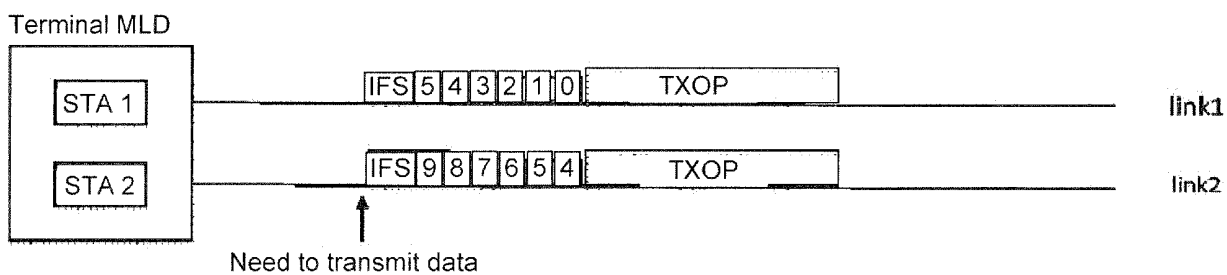 Terminal MLD
STA 1
IFS 5 4 3 2 1 0 TXOP
link1
STA 2
IFS 9 8 7 6 5 4 TXOP
link2
Need to transmit data